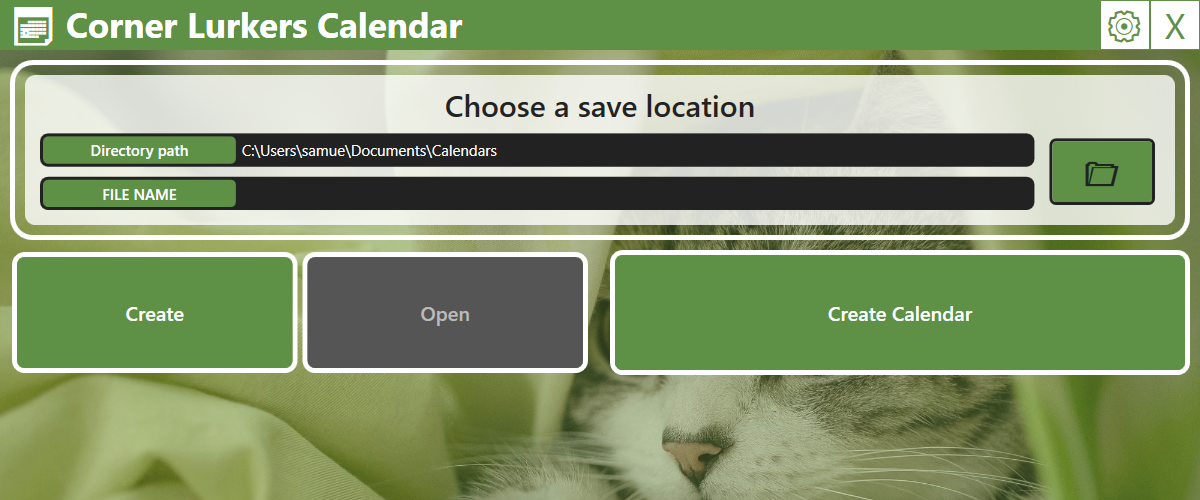 Corner Lurkers Calendar
X
Choose a save location
Directory path C:\Users\samue\Documents\Calendars
FILE NAME
Create
Open
Create Calendar